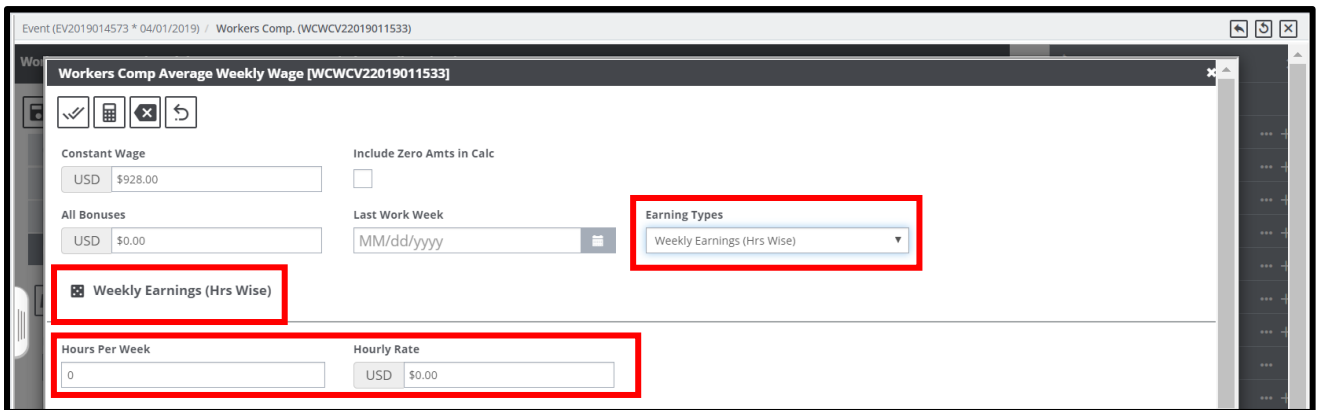 Event (EV2019014573 * 04/01/2019) / Workers Comp. (WCWCV22019011533)
Wor
Workers Comp Average Weekly Wage [WCWCV22019011533]
Constant Wage Include Zero Amts in Calc
USD $928.00
All Bonuses Last Work Week Earning Types
USD $0.00 MM/dd/yyyy Weekly Earnings (Hrs Wise)
Weekly Earnings (Hrs Wise)
Hours Per Week Hourly Rate
0 USD $0.00